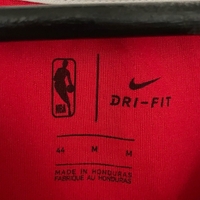 NBA
DRI-FIT
44 M M
MADE IN HONDURAS
FABRIQUÉ AU HONDURAS